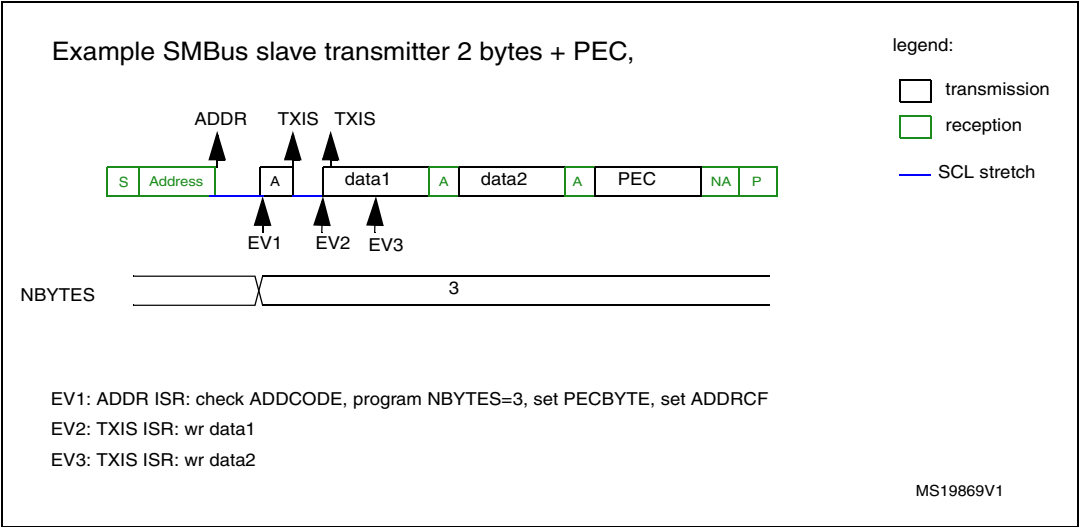 Example SMBus slave transmitter 2 bytes + PEC,
legend:
transmission
reception
SCL stretch
ADDR TXIS TXIS
S Address A data1 A data2 A PEC NA P
EV1 EV2 EV3
NBYTES 3
EV1: ADDR ISR: check ADDCODE, program NBYTES=3, set PECBYTE, set ADDRCF
EV2: TXIS ISR: wr data1
EV3: TXIS ISR: wr data2
MS19869V1